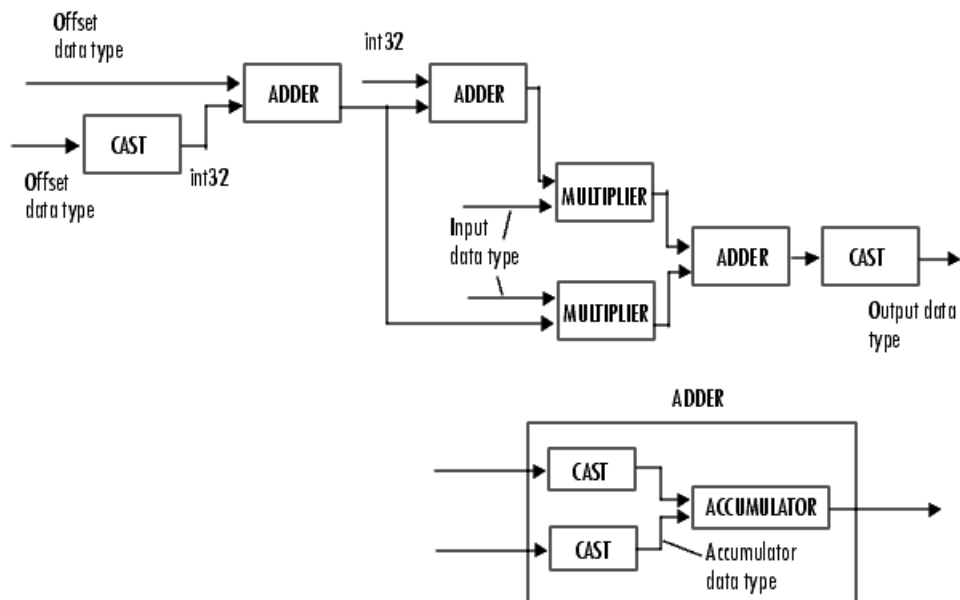 Offset
data type
int32
ADDER
ADDER
CAST
int32
Offset
data type
MULTIPLIER
Input
data type
ADDER
CAST
MULTIPLIER
Output data
type
ADDER
CAST
ACCUMULATOR
CAST
Accumulator
data type